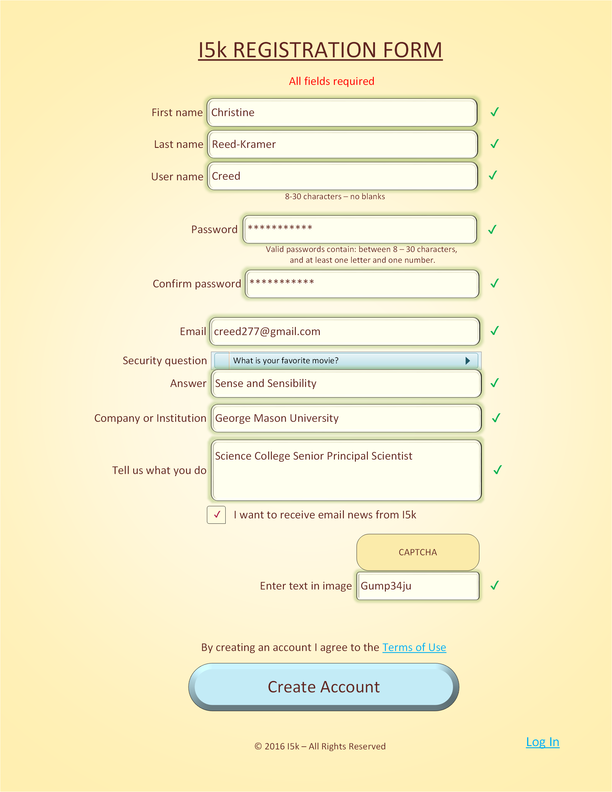 I5k REGISTRATION FORM
All fields required
First name Christine ✓
Last name Reed-Kramer ✓
User name Creed ✓
8-30 characters – no blanks
Password *********** ✓
Valid passwords contain: between 8 – 30 characters,
and at least one letter and one number.
Confirm password *********** ✓
Email creed277@gmail.com ✓
Security question What is your favorite movie?
Answer Sense and Sensibility ✓
Company or Institution George Mason University ✓
Science College Senior Principal Scientist
Tell us what you do ✓
✓ I want to receive email news from I5k
CAPTCHA
Enter text in image Gump34ju ✓
By creating an account I agree to the Terms of Use
Create Account
© 2016 I5k – All Rights Reserved
Log In